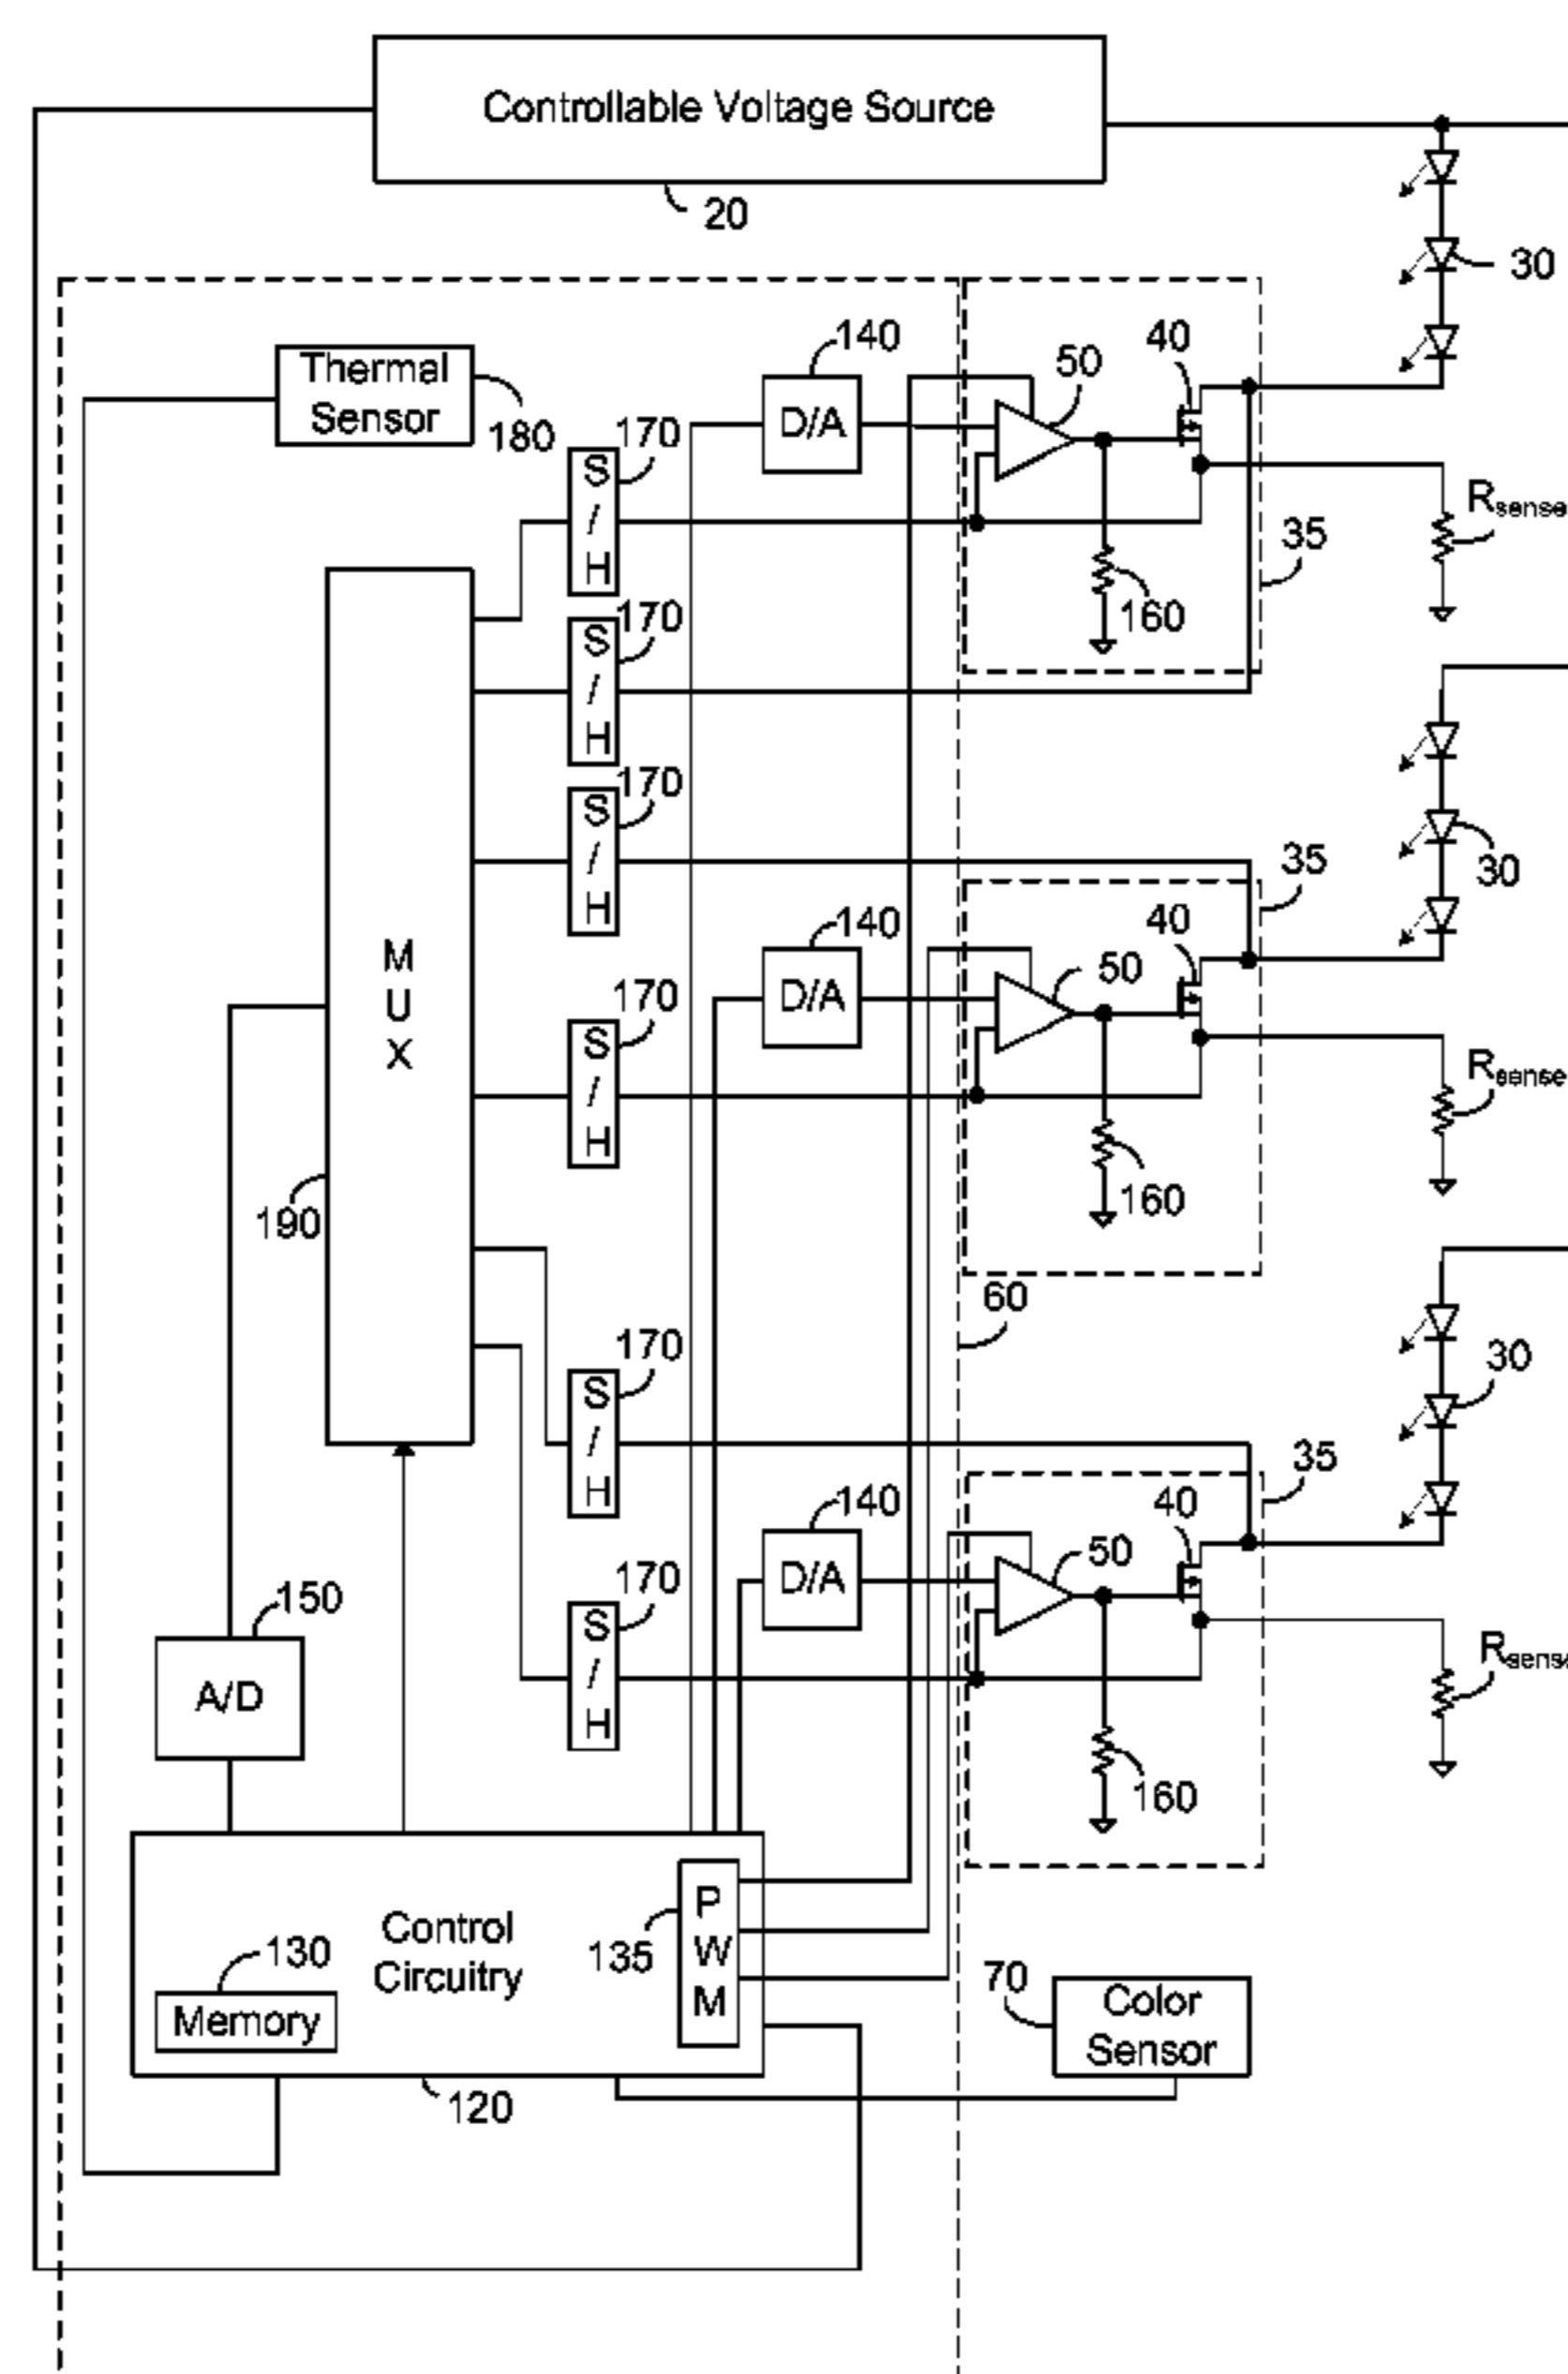 Controllable Voltage Source
20
30
Thermal
Sensor
180
140
D/A
50
40
170
S
/
H
Rsense
35
160
170
S
/
H
170
S
/
H
30
35
140
D/A
50
40
M
U
X
170
S
/
H
Rsense
160
190
60
30
170
S
/
H
35
140
D/A
50
40
150
A/D
170
S
/
H
160
Control
Circuitry
P
W
M
135
130
Memory
70
Color
Sensor
120